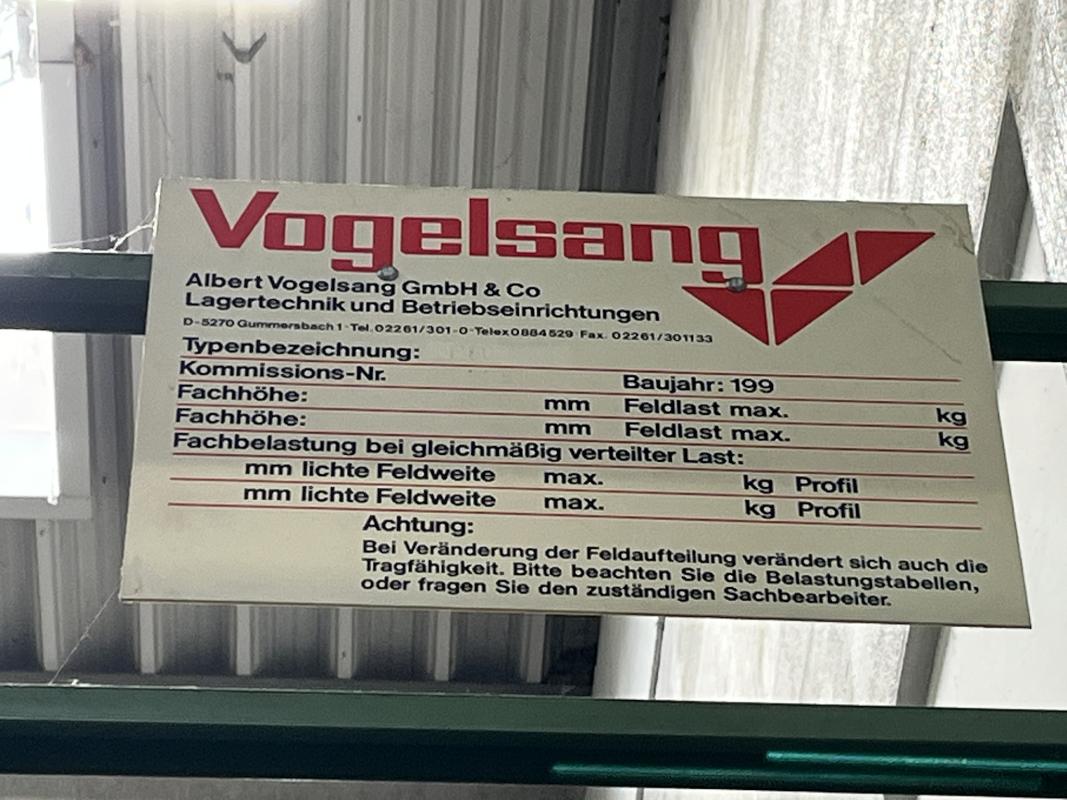 Vogelsang
Albert Vogelsang GmbH & Co
Lagertechnik und Betriebseinrichtungen
D-5270 Gummersbach 1 · Tel. 02261/301-0 · Telex 0884529 Fax. 02261/301133
Typenbezeichnung:
Kommissions-Nr. Baujahr: 199
Fachhöhe: mm Feldlast max. kg
Fachhöhe: mm Feldlast max. kg
Fachbelastung bei gleichmäßig verteilter Last:
mm lichte Feldweite max. kg Profil
mm lichte Feldweite max. kg Profil
Achtung:
Bei Veränderung der Feldaufteilung verändert sich auch die
Tragfähigkeit. Bitte beachten Sie die Belastungstabellen,
oder fragen Sie den zuständigen Sachbearbeiter.